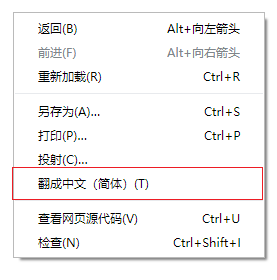 返回(B) Alt+向左箭头
前进(F) Alt+向右箭头
重新加载(R) Ctrl+R
另存为(A)... Ctrl+S
打印(P)... Ctrl+P
投射(C)...
翻成中文（简体）(T)
查看网页源代码(V) Ctrl+U
检查(N) Ctrl+Shift+I